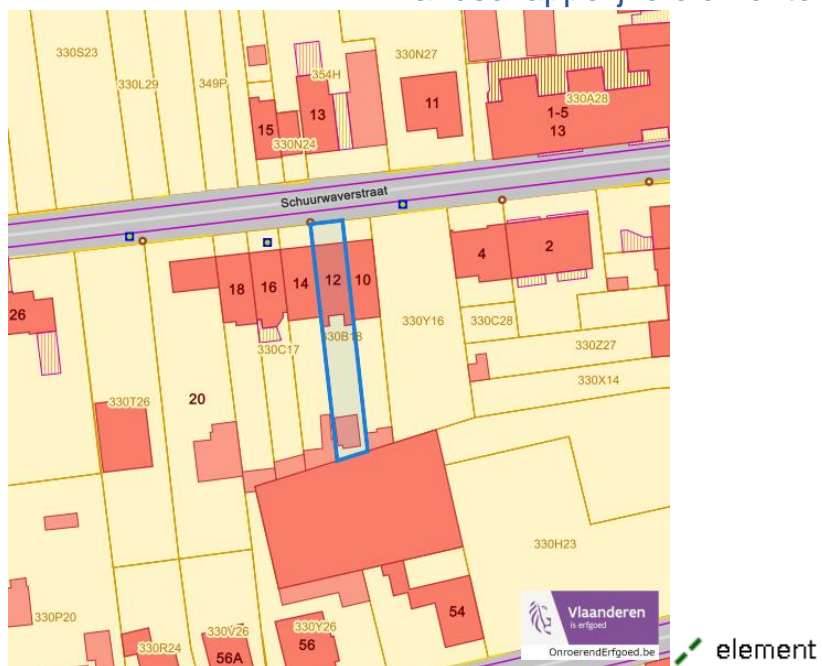 330S23
330L29
349P
354H
330N27
330A28
15
13
11
1-5
13
330N24
Schuurwaverstraat
26
18
16
14
12
10
4
2
330C17
330B18
330Y16
330C28
330Z27
330X14
330T26
20
330H23
330P20
330R24
330V26
330Y26
56A
56
54
Vlaanderen
is erfgoed
OnroerendErfgoed.be
element